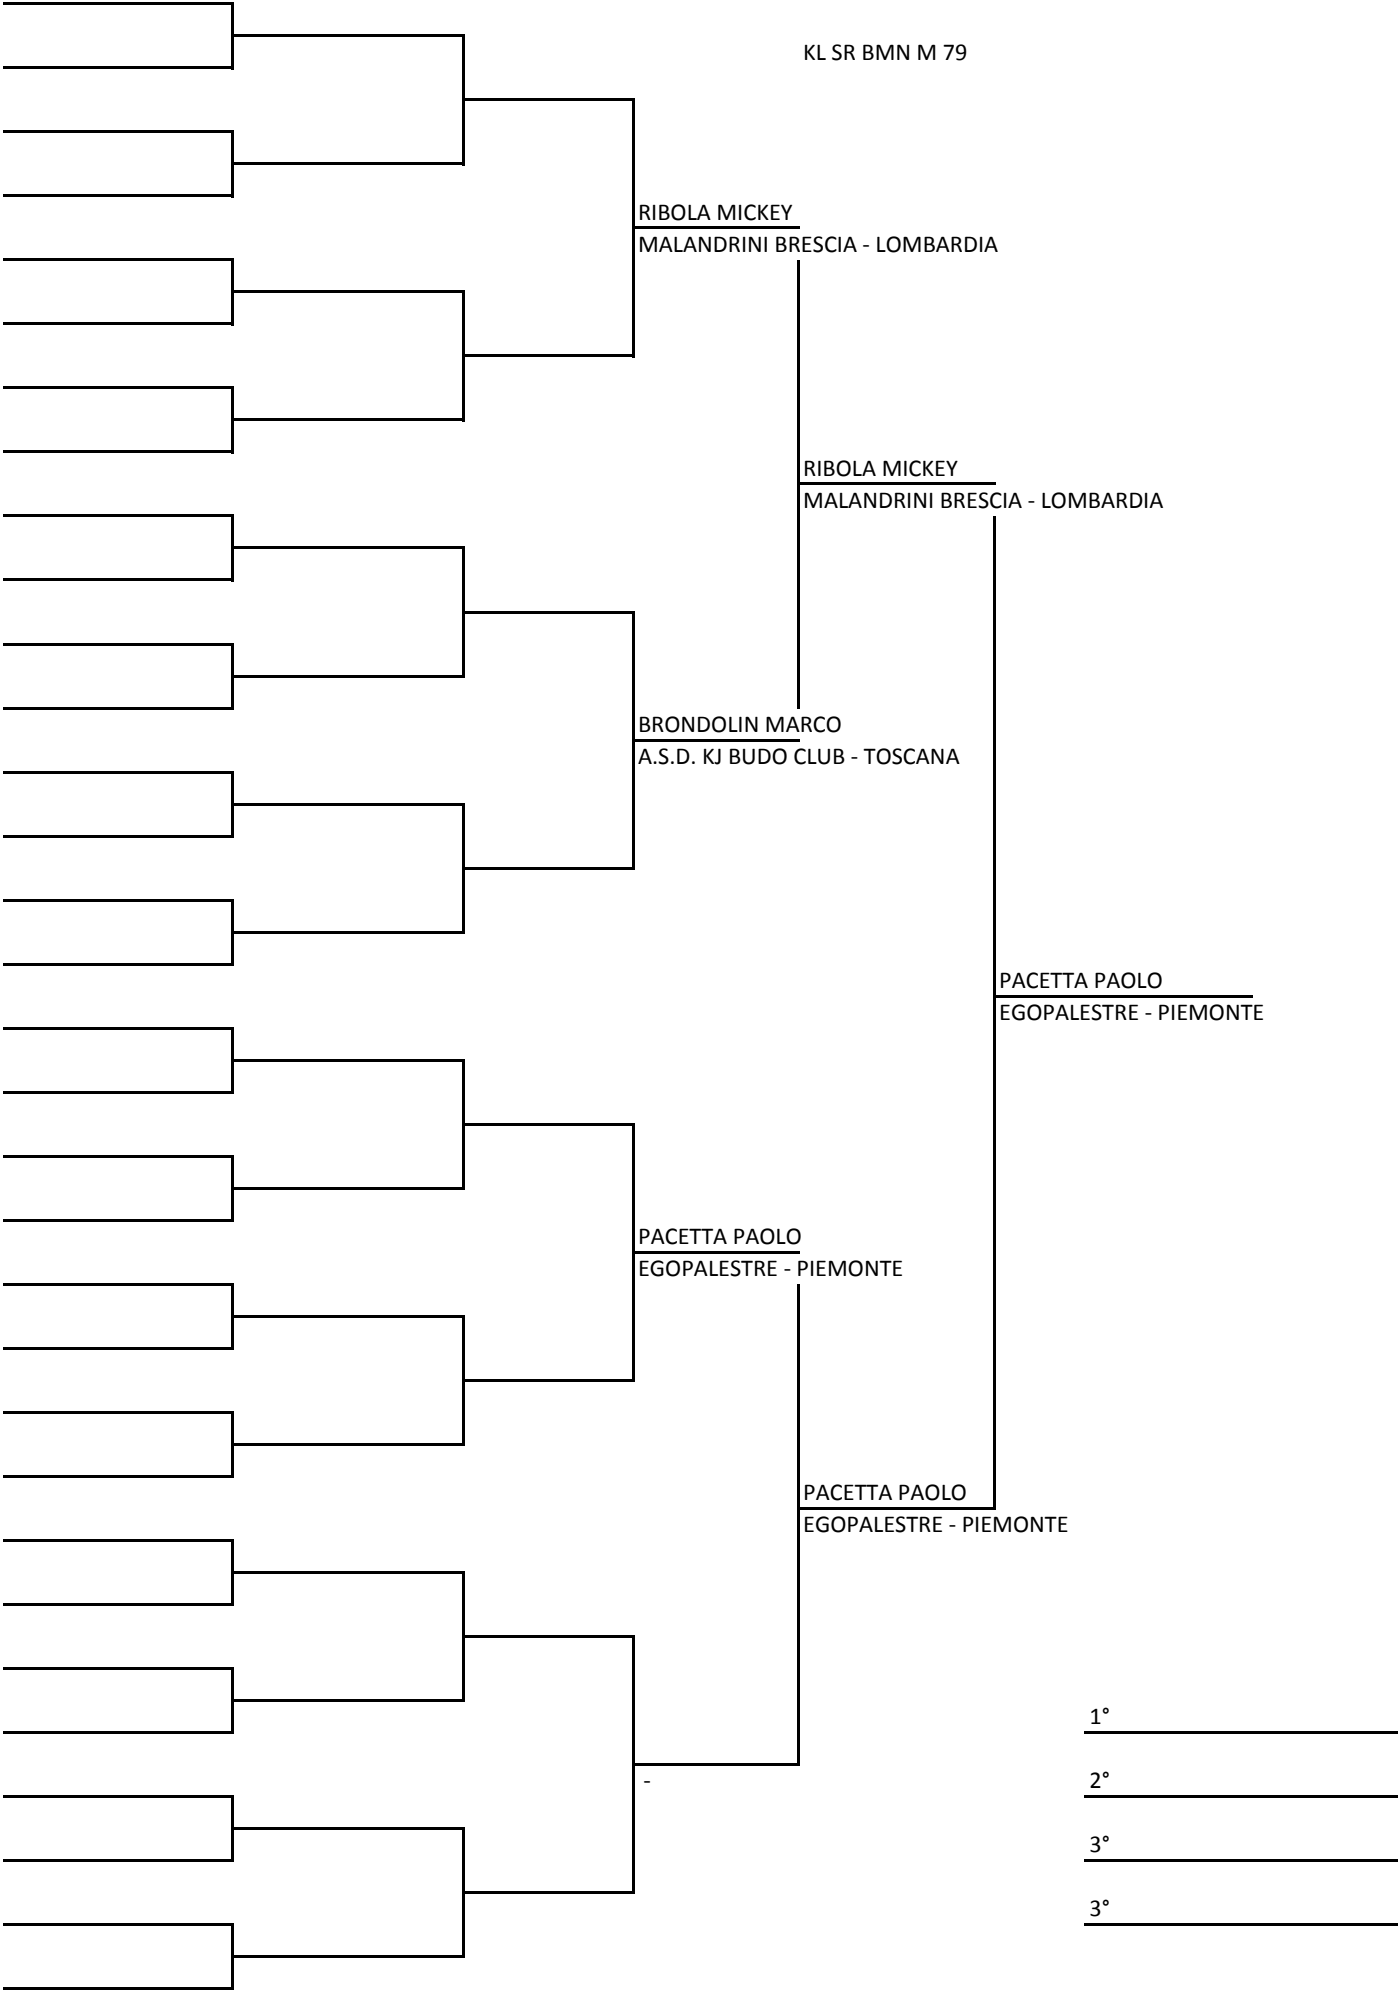 KL SR BMN M 79
RIBOLA MICKEY
MALANDRINI BRESCIA - LOMBARDIA
RIBOLA MICKEY
MALANDRINI BRESCIA - LOMBARDIA
BRONDOLIN MARCO
A.S.D. KJ BUDO CLUB - TOSCANA
PACETTA PAOLO
EGOPALESTRE - PIEMONTE
PACETTA PAOLO
EGOPALESTRE - PIEMONTE
PACETTA PAOLO
EGOPALESTRE - PIEMONTE
1°
-
2°
3°
3°